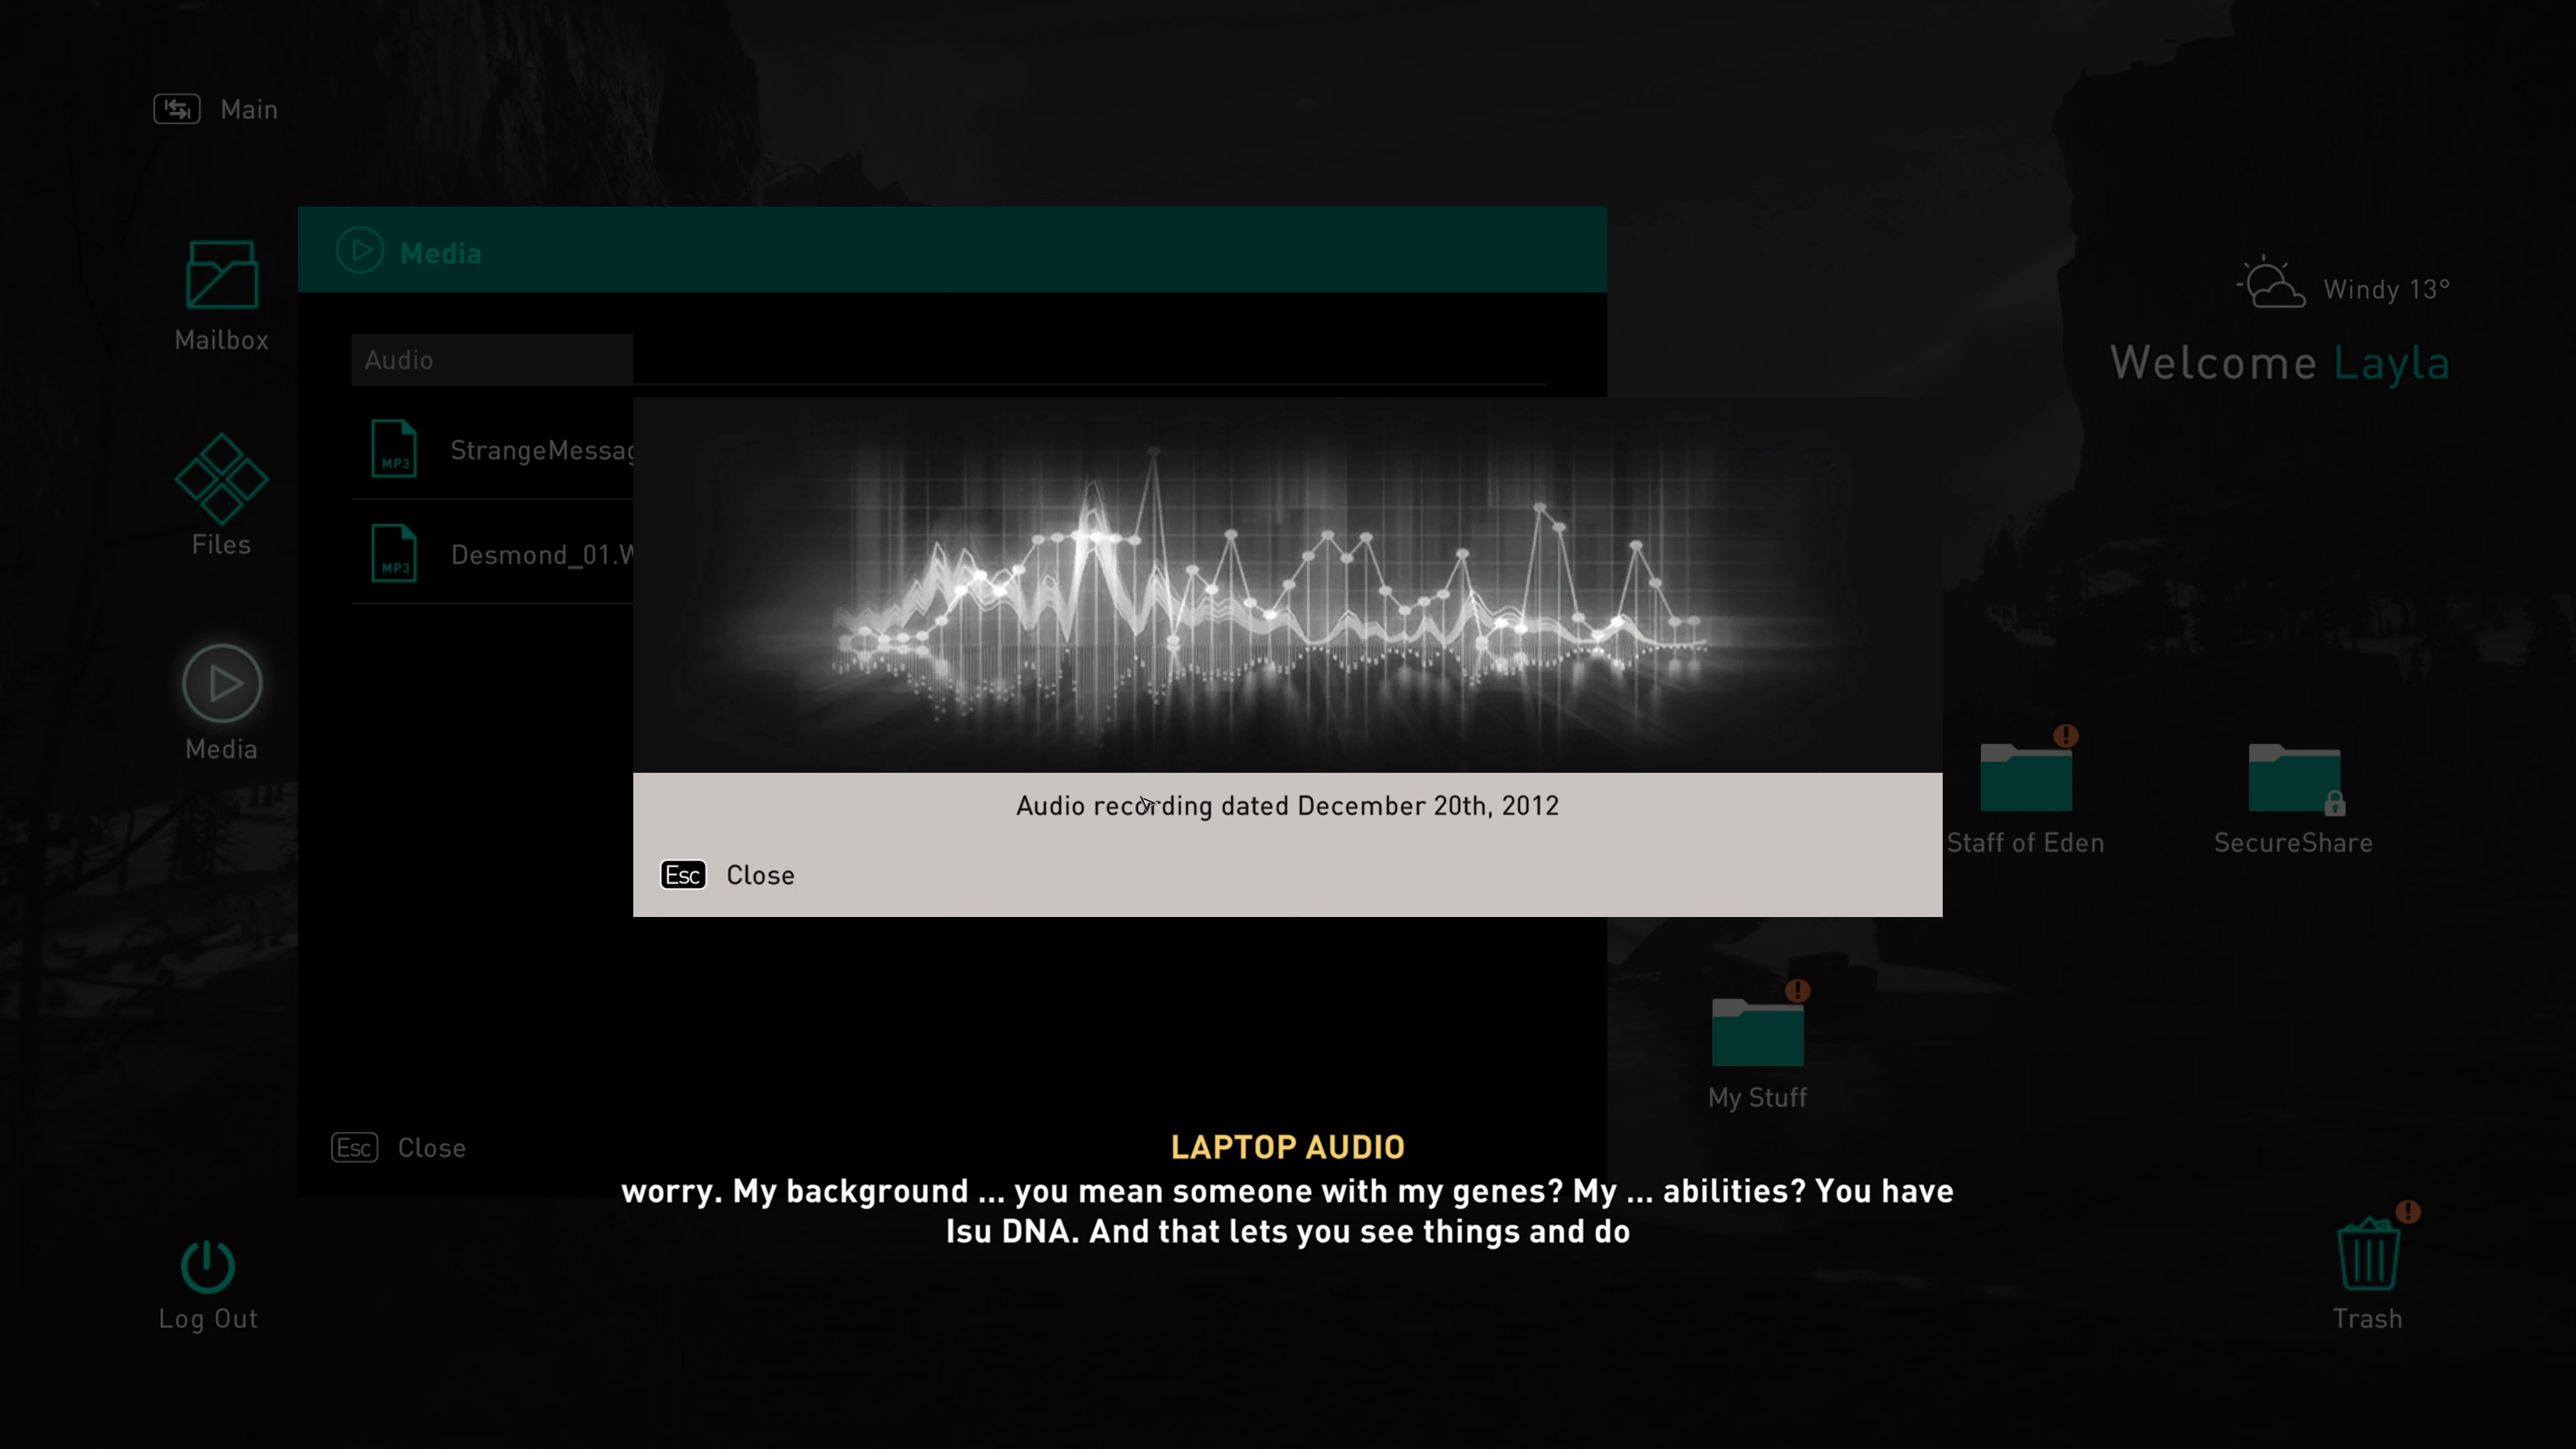 Main
Mailbox
Files
Media
Log Out
Media
Audio
MP3
StrangeMessag
MP3
Desmond_01.W
Esc Close
Audio recording dated December 20th, 2012
Esc Close
Windy 13°
Welcome Layla
Staff of Eden
SecureShare
My Stuff
Trash
LAPTOP AUDIO
worry. My background ... you mean someone with my genes? My ... abilities? You have
Isu DNA. And that lets you see things and do